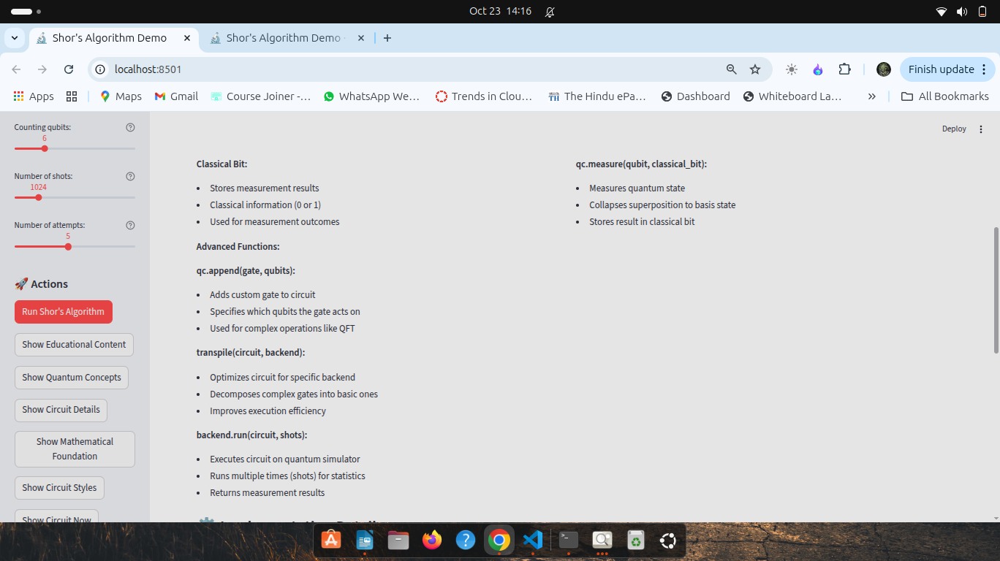 Oct 23 14:16
Shor's Algorithm Demo
Shor's Algorithm Demo
localhost:8501
Finish update
Apps
Maps
Gmail
Course Joiner -...
WhatsApp We...
Trends in Clou...
The Hindu ePa...
Dashboard
Whiteboard La...
All Bookmarks
Counting qubits:
6
Number of shots:
1024
Number of attempts:
5
🚀 Actions
Run Shor's Algorithm
Show Educational Content
Show Quantum Concepts
Show Circuit Details
Show Mathematical
Foundation
Show Circuit Styles
Show Circuit Now
Deploy
Classical Bit:
• Stores measurement results
• Classical information (0 or 1)
• Used for measurement outcomes
Advanced Functions:
qc.append(gate, qubits):
• Adds custom gate to circuit
• Specifies which qubits the gate acts on
• Used for complex operations like QFT
transpile(circuit, backend):
• Optimizes circuit for specific backend
• Decomposes complex gates into basic ones
• Improves execution efficiency
backend.run(circuit, shots):
• Executes circuit on quantum simulator
• Runs multiple times (shots) for statistics
• Returns measurement results
qc.measure(qubit, classical_bit):
• Measures quantum state
• Collapses superposition to basis state
• Stores result in classical bit